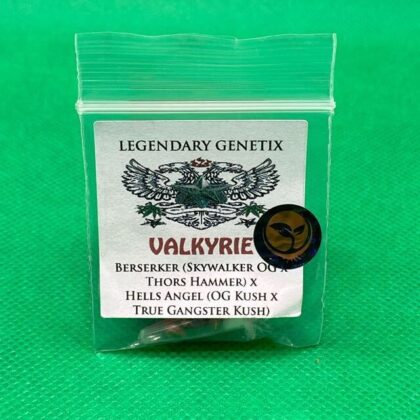 LEGENDARY GENETIX
VALKYRIE
BERSERKER (SKYWALKER OG X
THORS HAMMER) X
HELLS ANGEL (OG KUSH X
TRUE GANGSTER KUSH)